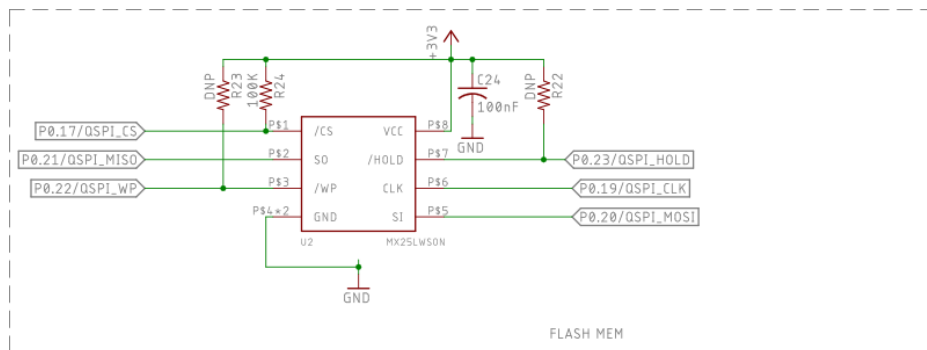 +3V3
DNP
R23
100K
R24
C24
100nF
DNP
R22
GND
P0.17/QSPI_CS
P$1
/CS
VCC
P$8
P0.21/QSPI_MISO
P$2
SO
/HOLD
P$7
P0.23/QSPI_HOLD
P0.22/QSPI_WP
P$3
/WP
CLK
P$6
P0.19/QSPI_CLK
P$4*2
GND
SI
P$5
P0.20/QSPI_MOSI
U2
MX25LWSON
GND
FLASH MEM